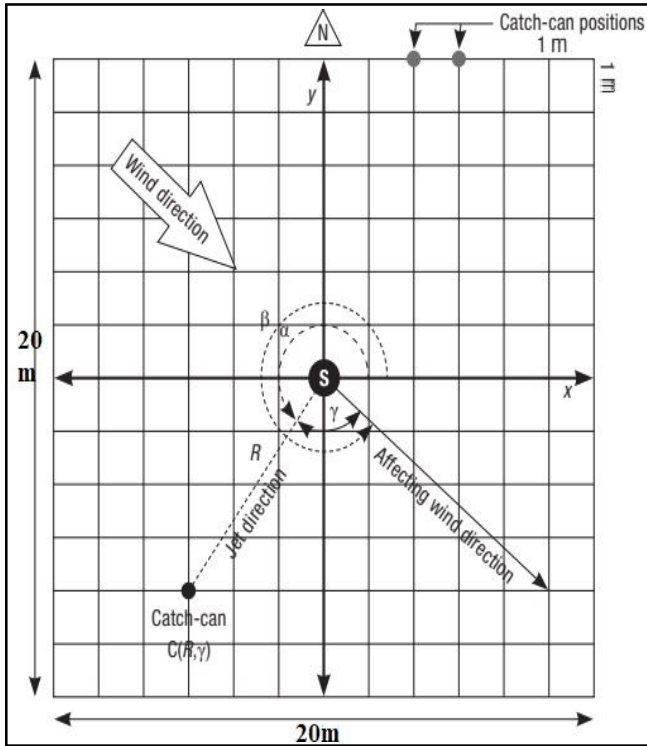 N
Catch-can positions
1 m
1 m
y
Wind direction
β
α
20
m
S
x
γ
R
Jet direction
Affecting wind direction
Catch-can
C(R,γ)
20m